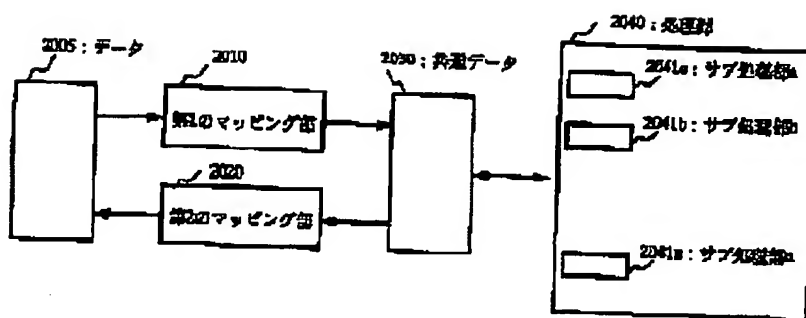 2040：処理部
2005：データ
2010
2030：共通データ
2041a：サブ処理部a
第1のマッピング部
2041b：サブ処理部b
2020
第2のマッピング部
2041n：サブ処理部n